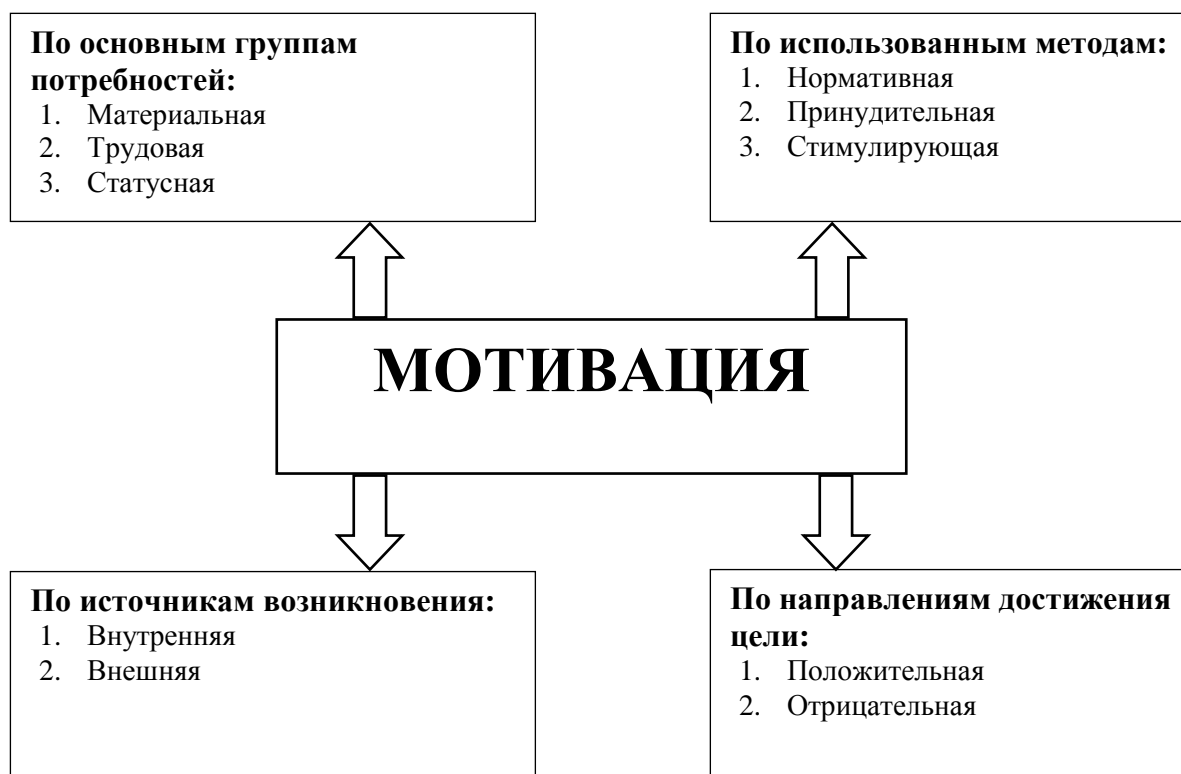 По основным группам
потребностей:
1. Материальная
2. Трудовая
3. Статусная
По использованным методам:
1. Нормативная
2. Принудительная
3. Стимулирующая
МОТИВАЦИЯ
По источникам возникновения:
1. Внутренняя
2. Внешняя
По направлениям достижения
цели:
1. Положительная
2. Отрицательная